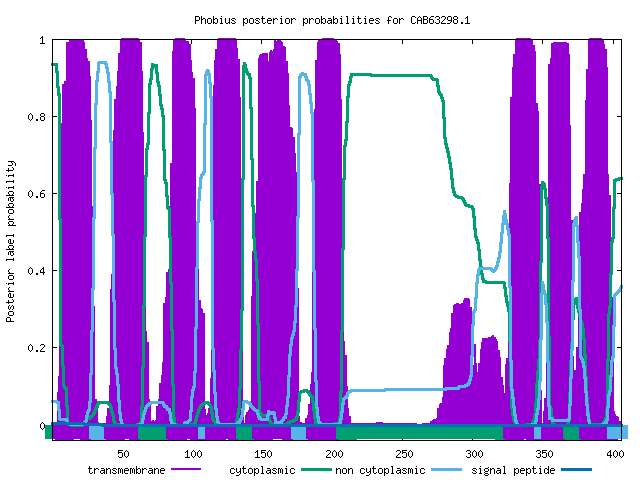 Phobius posterior probabilities for CAB63298.1
1
0.8
0.6
0.4
0.2
0
Posterior label probability
50 100 150 200 250 300 350 400
transmembrane cytoplasmic non cytoplasmic signal peptide